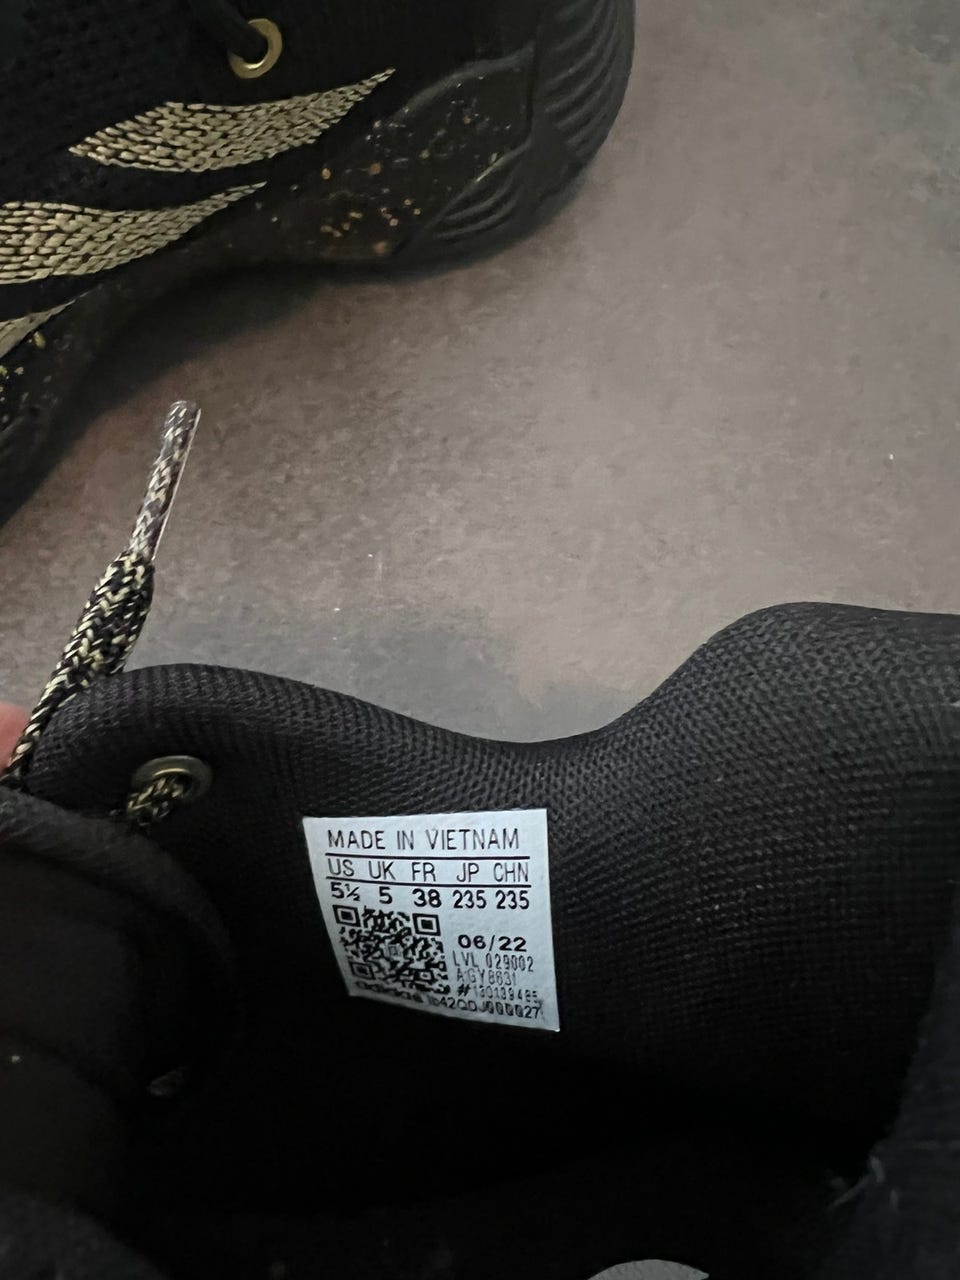 MADE IN VIETNAM
US UK FR JP CHN
5½ 5 38 235 235
06/22
LVL 029002
#130139485
adidas